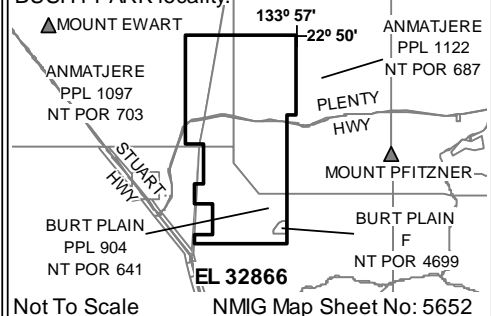 BUSHY PARK locality.
MOUNT EWART
133º 57'
22º 50'
ANMATJERE
PPL 1122
NT POR 687
ANMATJERE
PPL 1097
NT POR 703
PLENTY
HWY
STUART
HWY
MOUNT PFITZNER
BURT PLAIN
PPL 904
NT POR 641
BURT PLAIN
F
NT POR 4699
EL 32866
Not To Scale
NMIG Map Sheet No: 5652